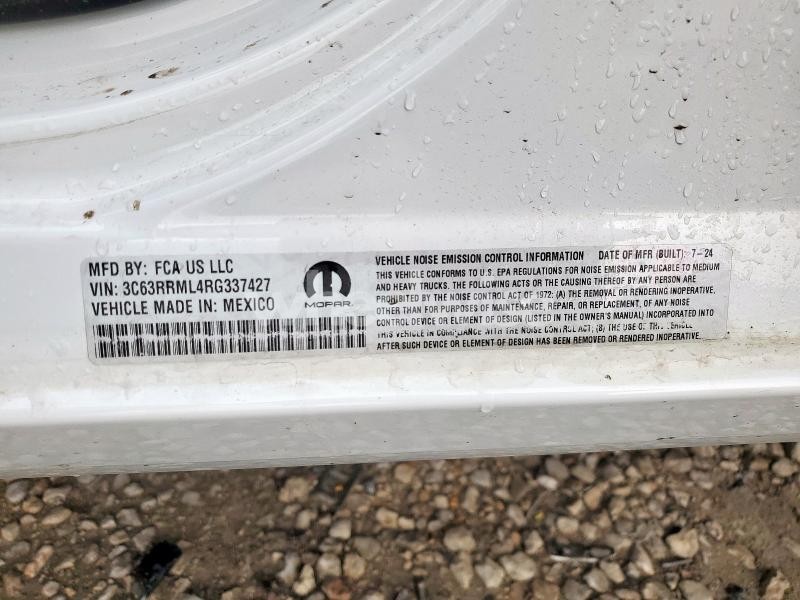 MFD BY: FCA US LLC
VIN: 3C63RRML4RG337427
VEHICLE MADE IN: MEXICO
MOPAR
VEHICLE NOISE EMISSION CONTROL INFORMATION DATE OF MFR (BUILT): 7-24
THIS VEHICLE CONFORMS TO U.S. EPA REGULATIONS FOR NOISE EMISSION APPLICABLE TO MEDIUM
AND HEAVY TRUCKS. THE FOLLOWING ACTS OR THE CAUSING THEREOF BY ANY PERSON ARE
PROHIBITED BY THE NOISE CONTROL ACT OF 1972: (A) THE REMOVAL OR RENDERING INOPERATIVE,
OTHER THAN FOR PURPOSES OF MAINTENANCE, REPAIR, OR REPLACEMENT, OF ANY NOISE
CONTROL DEVICE OR ELEMENT OF DESIGN (LISTED IN THE OWNER'S MANUAL) INCORPORATED INTO
THIS VEHICLE IN COMPLIANCE WITH THE NOISE CONTROL ACT; (B) THE USE OF THIS VEHICLE
AFTER SUCH DEVICE OR ELEMENT OF DESIGN HAS BEEN REMOVED OR RENDERED INOPERATIVE.